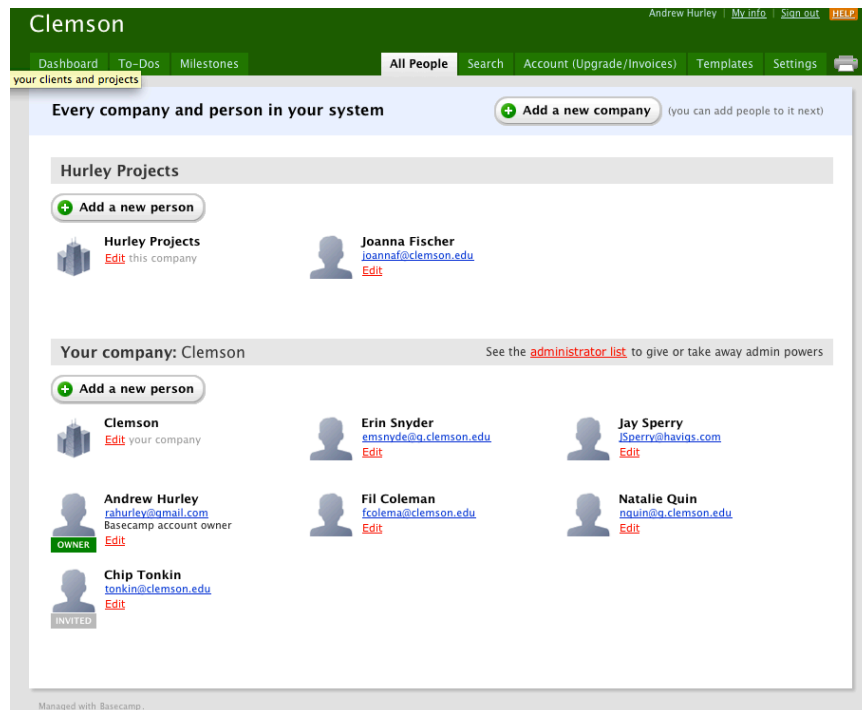 Andrew Hurley | My info | Sign out HELP
Clemson
Dashboard To-Dos Milestones All People Search Account (Upgrade/Invoices) Templates Settings
your clients and projects
Every company and person in your system Add a new company (you can add people to it next)
Hurley Projects
Add a new person
Hurley Projects Joanna Fischer
Edit this company joannaf@clemson.edu
Edit
Your company: Clemson See the administrator list to give or take away admin powers
Add a new person
Clemson Erin Snyder Jay Sperry
Edit your company emsnyde@g.clemson.edu JSperry@havigs.com
Edit Edit
Andrew Hurley Fil Coleman Natalie Quin
rahurley@gmail.com fcolema@clemson.edu nquin@g.clemson.edu
Basecamp account owner Edit Edit
OWNER Edit
Chip Tonkin
tonkin@clemson.edu
Edit
INVITED
Managed with Basecamp.